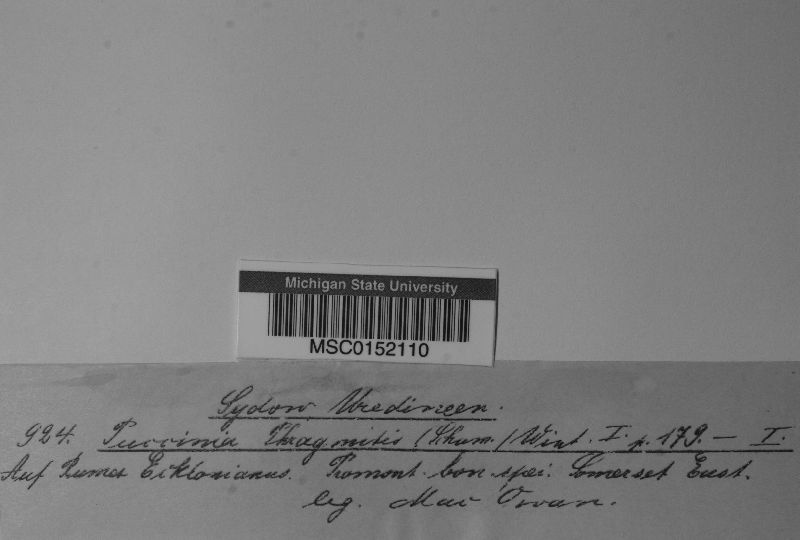 Michigan State University
MSC0152110
Sydow Uredineen.
924. Puccinia Phragmitis (Schum.) Wint. I. p. 179. — I.
Auf Rumex Ecklonianus. Promont. bon. spei. Somerset East.
leg. Mac Owan.